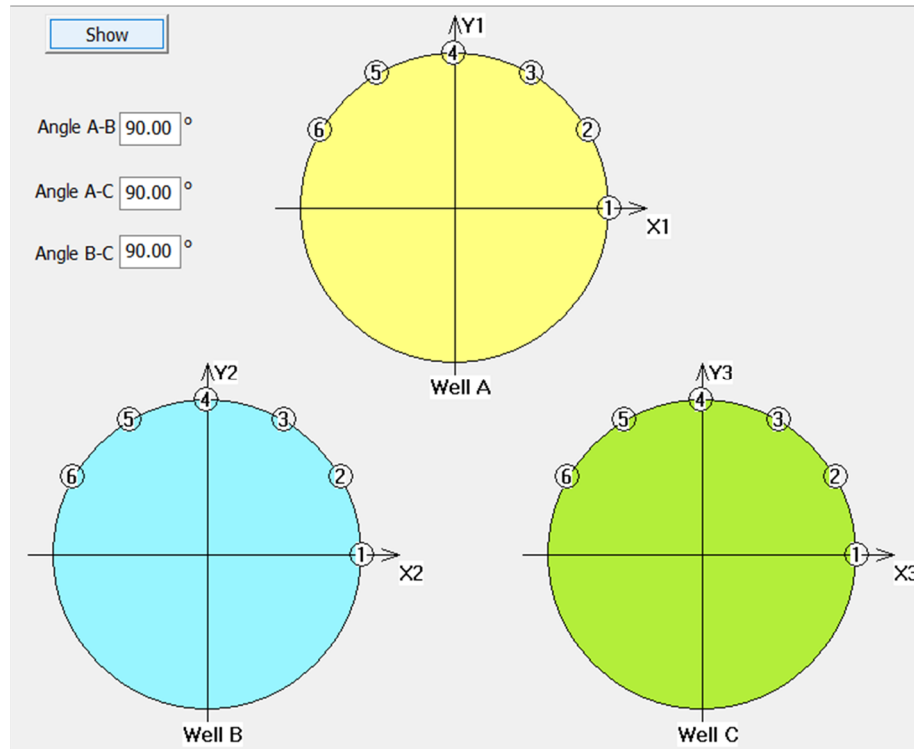 Show
Angle A-B 90.00 °
Angle A-C 90.00 °
Angle B-C 90.00 °
Y1
4
5 3
6 2
1
X1
Well A
Y2
4
5 3
6 2
1
X2
Well B
Y3
4
5 3
6 2
1
X3
Well C